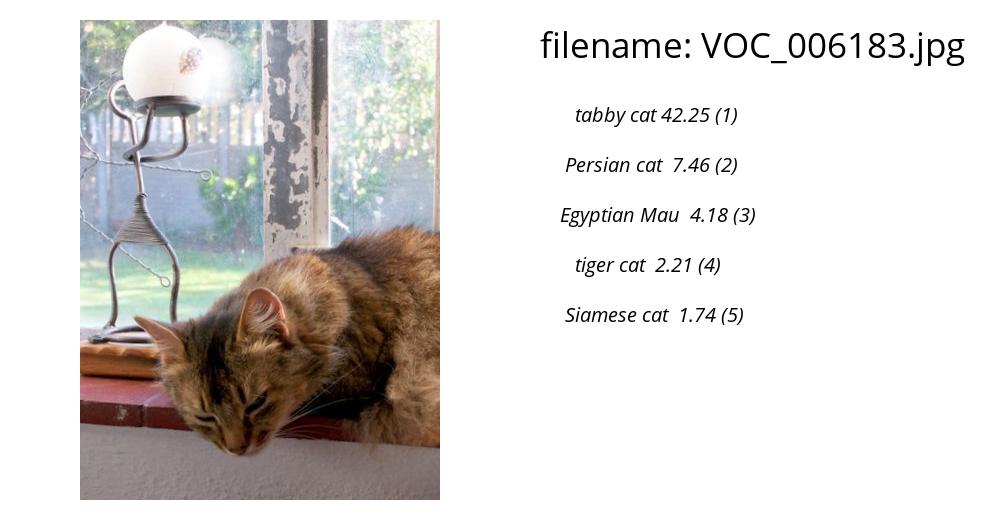 filename: VOC_006183.jpg
tabby cat 42.25 (1)
Persian cat 7.46 (2)
Egyptian Mau 4.18 (3)
tiger cat 2.21 (4)
Siamese cat 1.74 (5)